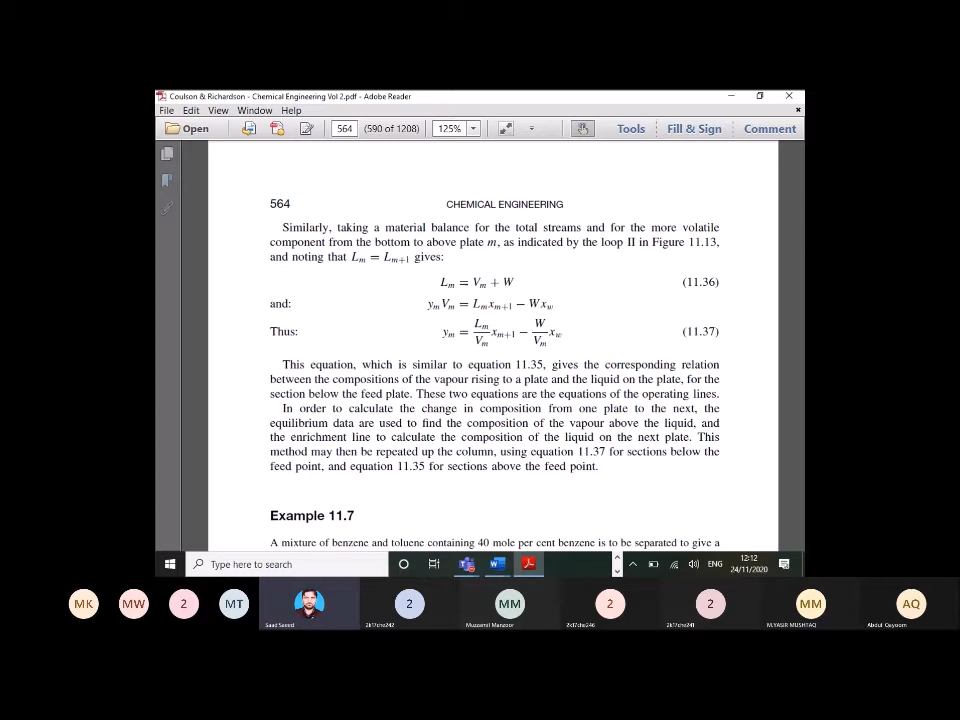 Coulson & Richardson - Chemical Engineering Vol 2.pdf - Adobe Reader
File Edit View Window Help
Open 564 (590 of 1208) 125% Tools Fill & Sign Comment
564 CHEMICAL ENGINEERING
Similarly, taking a material balance for the total streams and for the more volatile
component from the bottom to above plate m, as indicated by the loop II in Figure 11.13,
and noting that Lm = Lm+1 gives:
Lm = Vm + W (11.36)
and: ymVm = Lmxm+1 − Wxw
Thus: ym = Lm/Vm xm+1 − W/Vm xw (11.37)
This equation, which is similar to equation 11.35, gives the corresponding relation
between the compositions of the vapour rising to a plate and the liquid on the plate, for the
section below the feed plate. These two equations are the equations of the operating lines.
In order to calculate the change in composition from one plate to the next, the
equilibrium data are used to find the composition of the vapour above the liquid, and
the enrichment line to calculate the composition of the liquid on the next plate. This
method may then be repeated up the column, using equation 11.37 for sections below the
feed point, and equation 11.35 for sections above the feed point.
Example 11.7
A mixture of benzene and toluene containing 40 mole per cent benzene is to be separated to give a
Type here to search ENG 12:12
24/11/2020
MK MW 2 MT 2 MM 2 2 MM AQ
Saad Saeed 2k17che242 Muzzamil Manzoor 2k17che246 2k17che241 M.YASIR MUSHTAQ Abdul Qayoom